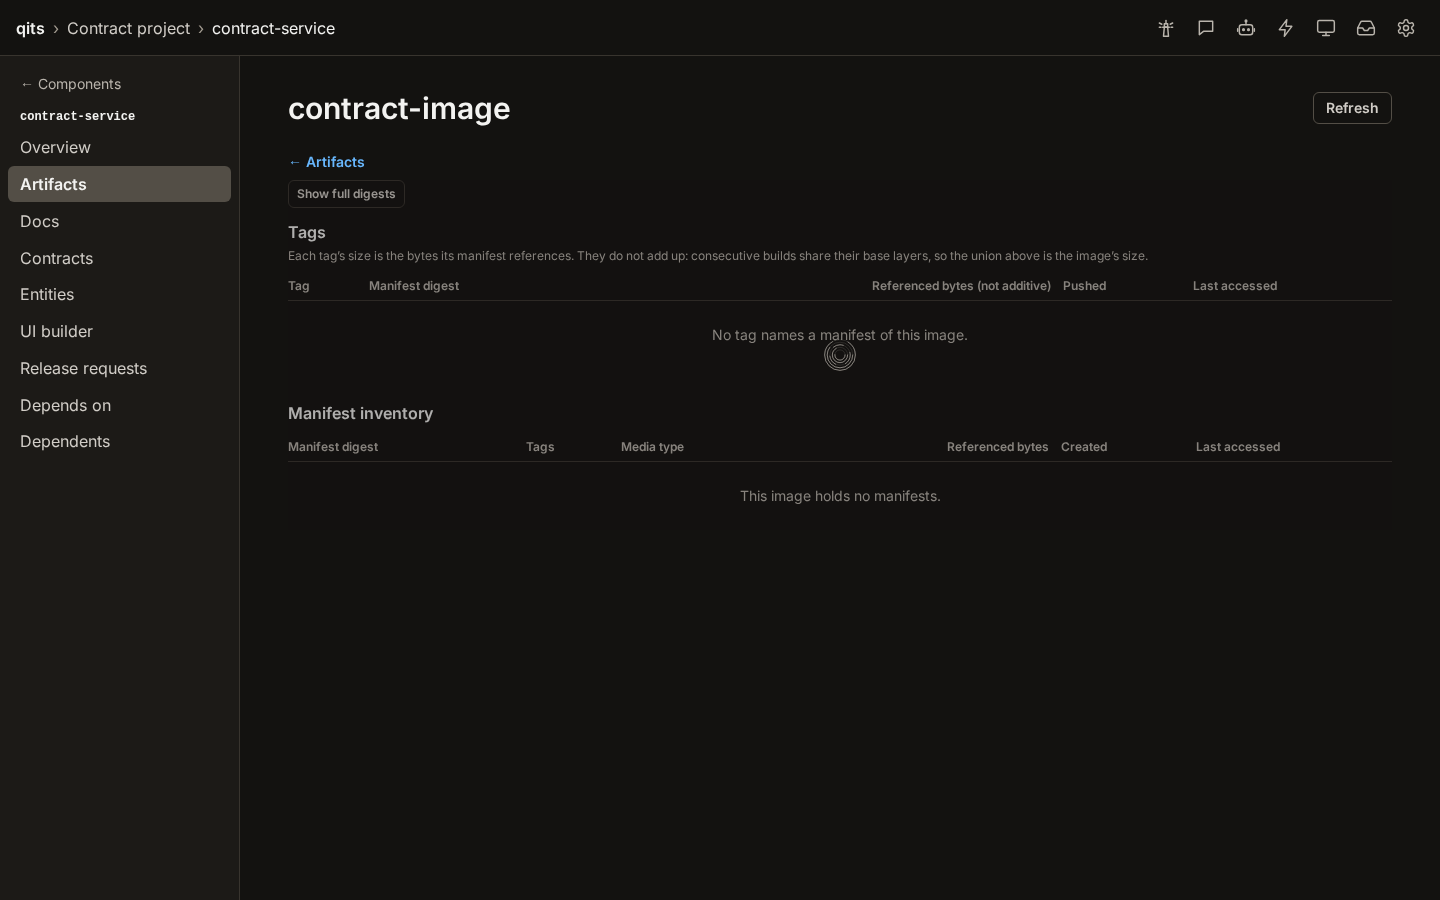 qits › Contract project › contract-service
← Components
contract-service
Overview
Artifacts
Docs
Contracts
Entities
UI builder
Release requests
Depends on
Dependents
contract-image
Refresh
← Artifacts
Show full digests
Tags
Each tag’s size is the bytes its manifest references. They do not add up: consecutive builds share their base layers, so the union above is the image’s size.
Tag Manifest digest Referenced bytes (not additive) Pushed Last accessed
No tag names a manifest of this image.
Manifest inventory
Manifest digest Tags Media type Referenced bytes Created Last accessed
This image holds no manifests.